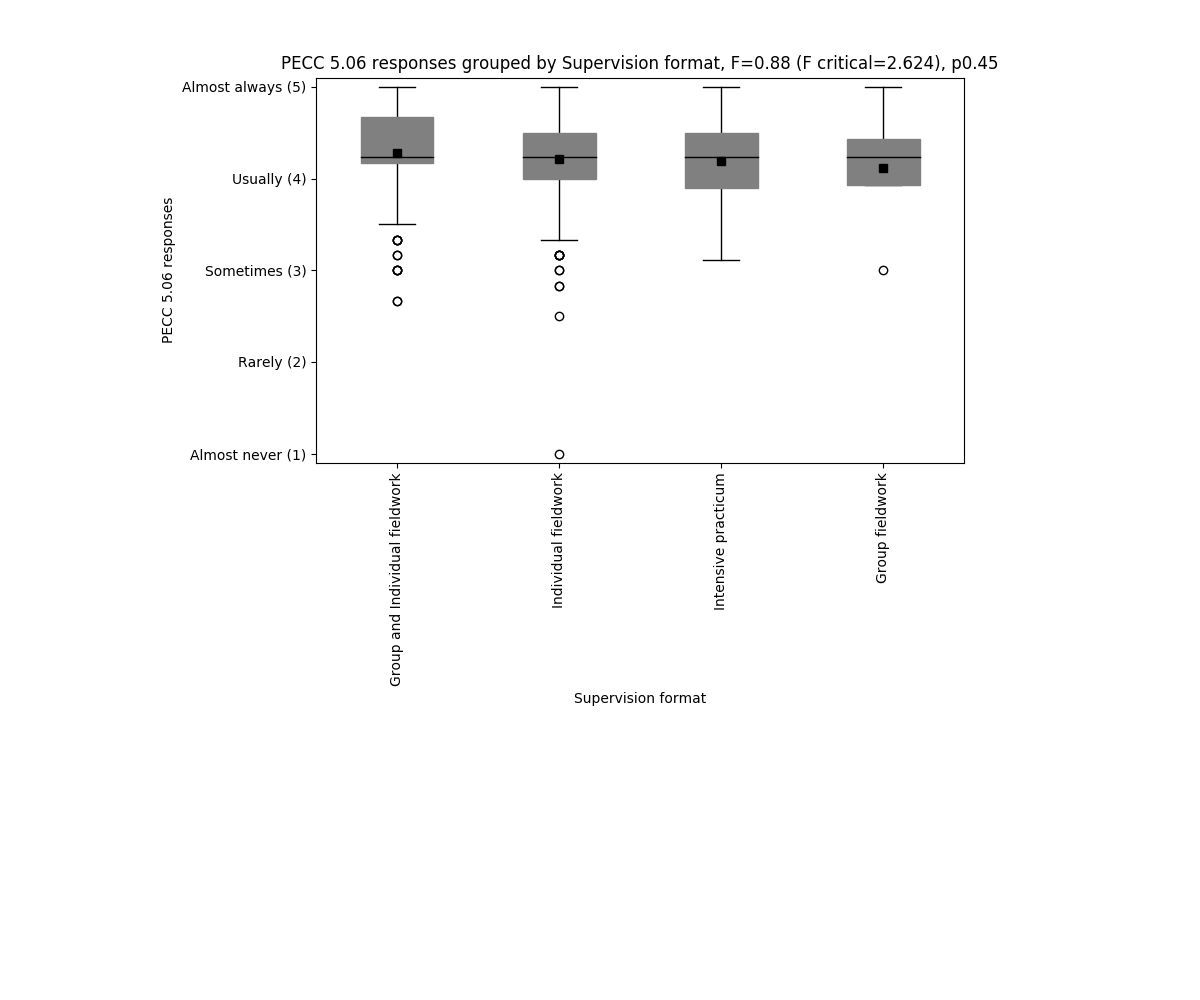 PECC 5.06 responses grouped by Supervision format, F=0.88 (F critical=2.624), p0.45
Almost always (5)
Usually (4)
Sometimes (3)
Rarely (2)
Almost never (1)
PECC 5.06 responses
Group and Individual fieldwork
Individual fieldwork
Intensive practicum
Group fieldwork
Supervision format